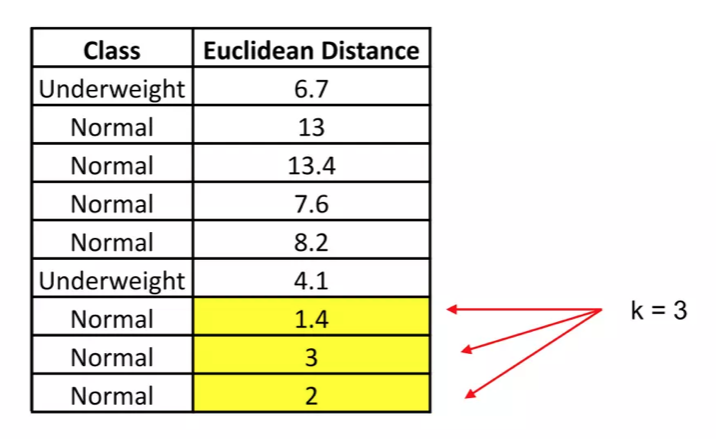 Class Euclidean Distance
Underweight 6.7
Normal 13
Normal 13.4
Normal 7.6
Normal 8.2
Underweight 4.1
Normal 1.4
Normal 3
Normal 2
k = 3